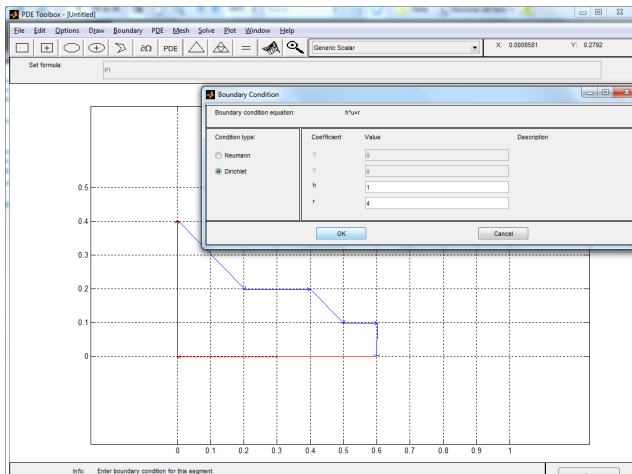 PDE Toolbox - [Untitled]
File Edit Options Draw Boundary PDE Mesh Solve Plot Window Help
∂Ω PDE = Generic Scalar X: 0.0008581 Y: 0.2792
Set formula: P1
Boundary Condition
Boundary condition equation: h*u=r
Condition type: Coefficient Value Description
Neumann g 0
Dirichlet q 0
h 1
r 4
OK Cancel
0.5
0.4
0.3
0.2
0.1
0
0 0.1 0.2 0.3 0.4 0.5 0.6 0.7 0.8 0.9 1
Info: Enter boundary condition for this segment.